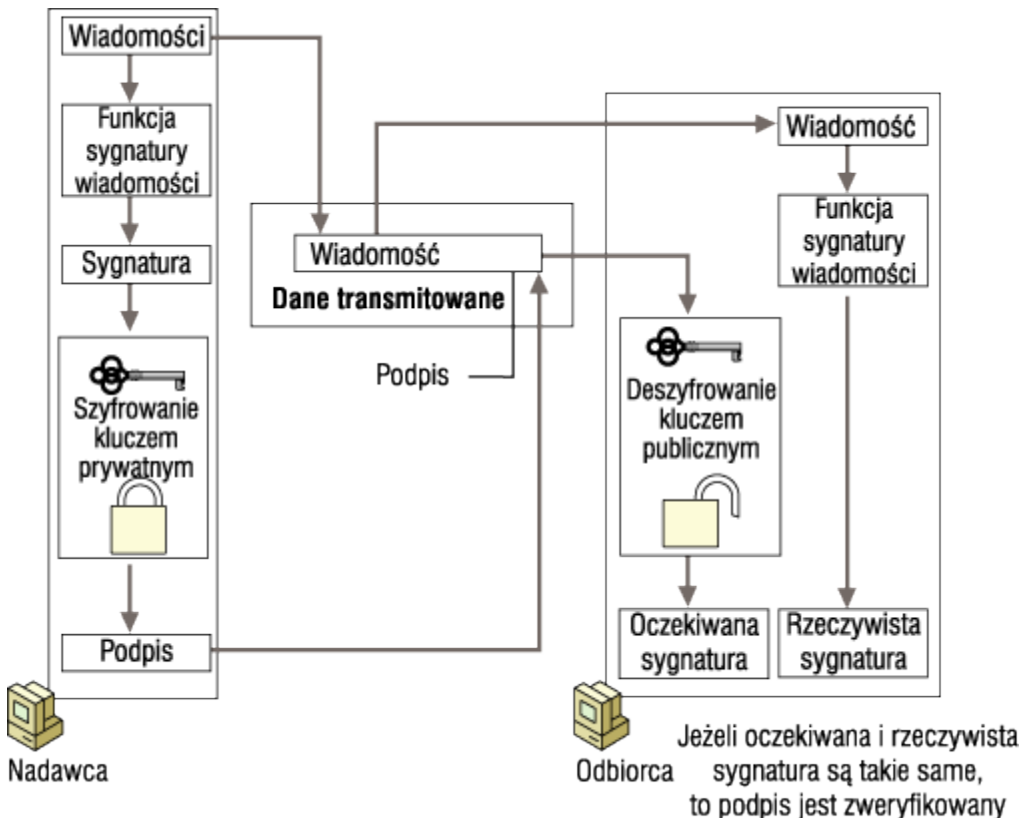 Wiadomości
Funkcja
sygnatury
wiadomości
Sygnatura
Szyfrowanie
kluczem
prywatnym
Podpis
Nadawca
Wiadomość
Dane transmitowane
Podpis
Wiadomość
Funkcja
sygnatury
wiadomości
Deszyfrowanie
kluczem
publicznym
Oczekiwana
sygnatura
Rzeczywista
sygnatura
Odbiorca
Jeżeli oczekiwana i rzeczywista
sygnatura są takie same,
to podpis jest zweryfikowany